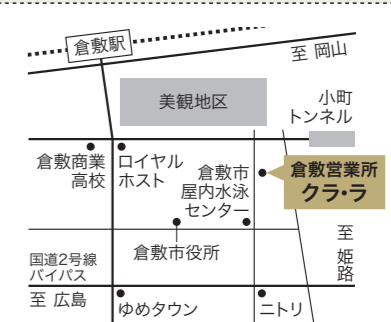 倉敷駅
至 岡山
美観地区
小町
トンネル
倉敷商業
高校
ロイヤル
ホスト
倉敷市
屋内水泳
センター
倉敷営業所
クラ・ラ
倉敷市役所
至
姫
路
国道2号線
バイパス
至 広島
ゆめタウン
ニトリ